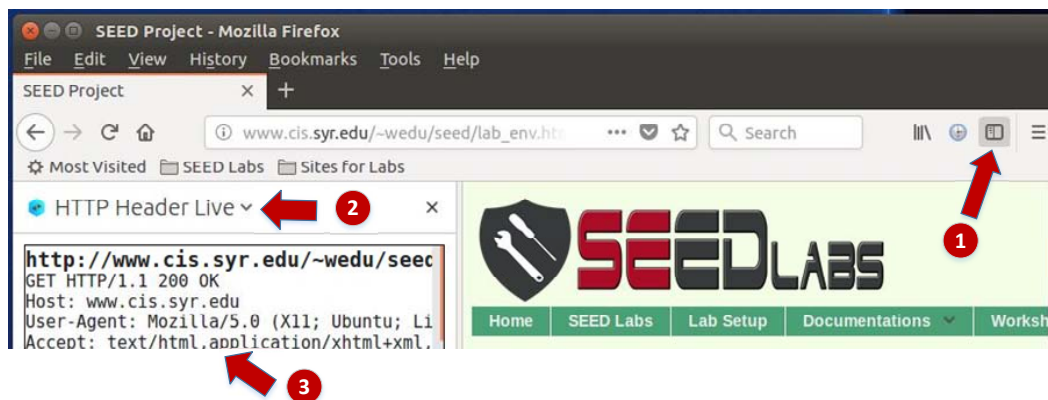 SEED Project - Mozilla Firefox
File Edit View History Bookmarks Tools Help
SEED Project
www.cis.syr.edu/~wedu/seed/lab_env.ht
Search
Most Visited SEED Labs Sites for Labs
HTTP Header Live
2
1
http://www.cis.syr.edu/~wedu/seed
GET HTTP/1.1 200 OK
Host: www.cis.syr.edu
User-Agent: Mozilla/5.0 (X11; Ubuntu; Li
Accept: text/html,application/xhtml+xml,
3
SEEDLABS
Home SEED Labs Lab Setup Documentations Worksh